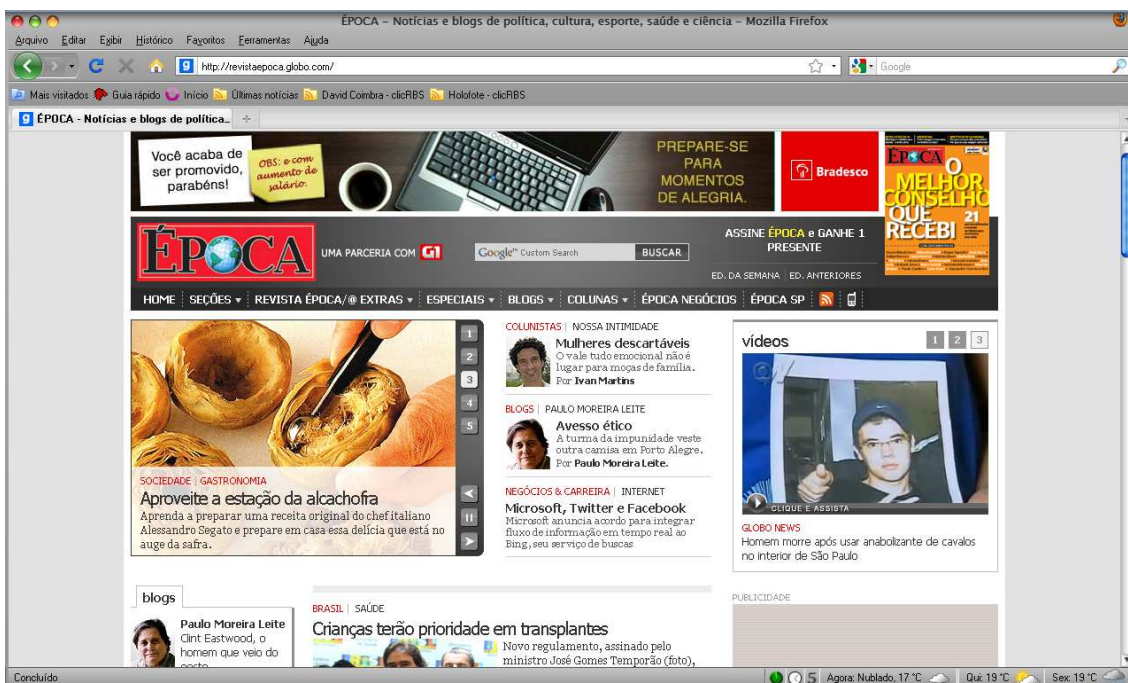 ÉPOCA – Notícias e blogs de política, cultura, esporte, saúde e ciência – Mozilla Firefox
Arquivo Editar Exibir Histórico Favoritos Ferramentas Ajuda
http://revistaepoca.globo.com/
Google
Mais visitados Guia rápido Início Últimas notícias David Coimbra - clicRBS Holofote - clicRBS
ÉPOCA - Notícias e blogs de política...
Você acaba de
ser promovido,
parabéns!
OBS: e com
aumento de
salário.
PREPARE-SE
PARA
MOMENTOS
DE ALEGRIA.
Bradesco
ÉPOCA
O
MELHOR
CONSELHO
QUE
RECEBI
21
ÉPOCA
UMA PARCERIA COM G1
Google™ Custom Search
BUSCAR
ASSINE ÉPOCA e GANHE 1
PRESENTE
ED. DA SEMANA ED. ANTERIORES
HOME SEÇÕES REVISTA ÉPOCA/@ EXTRAS ESPECIAIS BLOGS COLUNAS ÉPOCA NEGÓCIOS ÉPOCA SP
1
2
3
4
5
SOCIEDADE | GASTRONOMIA
Aproveite a estação da alcachofra
Aprenda a preparar uma receita original do chef italiano
Alessandro Segato e prepare em casa essa delícia que está no
auge da safra.
COLUNISTAS | NOSSA INTIMIDADE
Mulheres descartáveis
O vale tudo emocional não é
lugar para moças de família.
Por Ivan Martins
BLOGS | PAULO MOREIRA LEITE
Avesso ético
A turma da impunidade veste
outra camisa em Porto Alegre.
Por Paulo Moreira Leite.
NEGÓCIOS & CARREIRA | INTERNET
Microsoft, Twitter e Facebook
Microsoft anuncia acordo para integrar
fluxo de informação em tempo real ao
Bing, seu serviço de buscas
vídeos
1 2 3
CLIQUE E ASSISTA
GLOBO NEWS
Homem morre após usar anabolizante de cavalos
no interior de São Paulo
blogs
Paulo Moreira Leite
Clint Eastwood, o
homem que veio do
oeste
BRASIL | SAÚDE
Crianças terão prioridade em transplantes
Novo regulamento, assinado pelo
ministro José Gomes Temporão (foto),
PUBLICIDADE
Concluído
5 Agora: Nublado, 17 °C Qui: 19 °C Sex: 19 °C